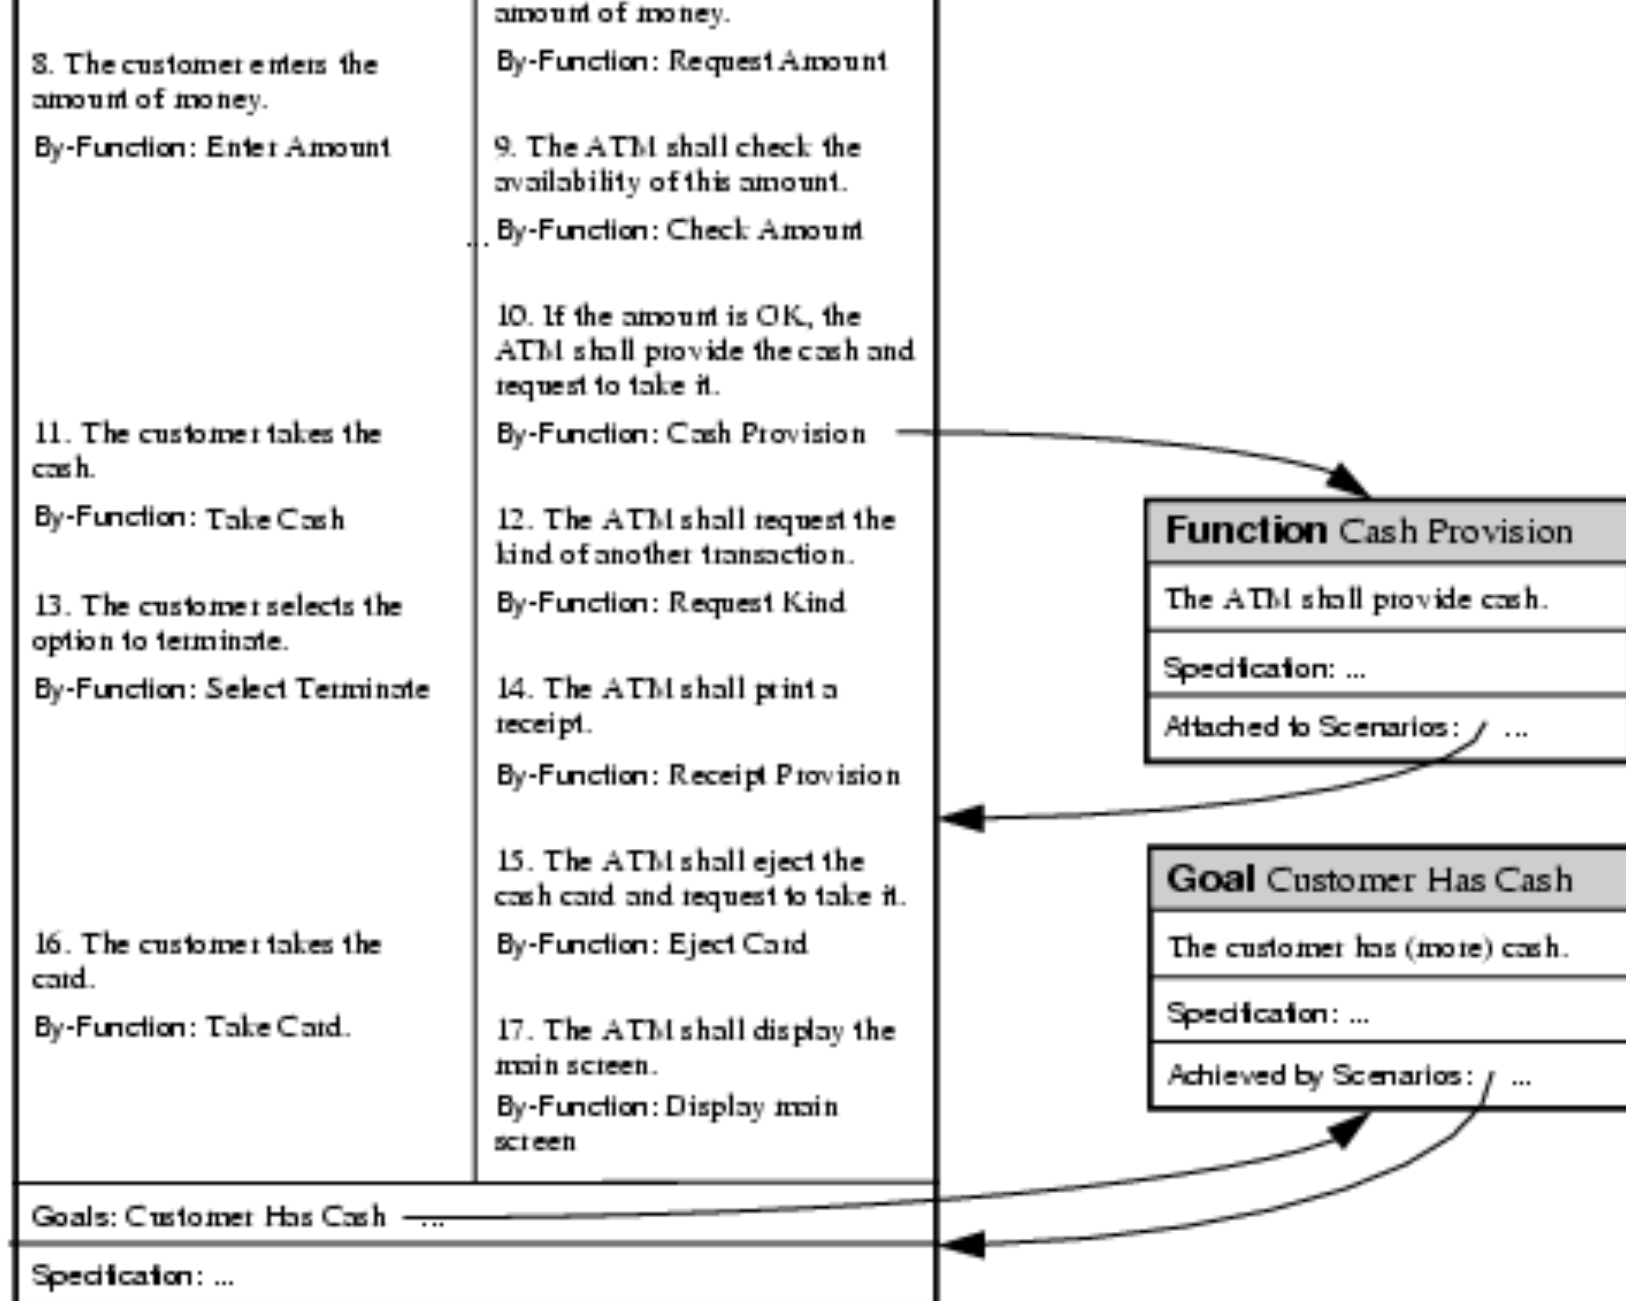 amount of money.
By-Function: Request Amount
8. The customer enters the
amount of money.
By-Function: Enter Amount
9. The ATM shall check the
availability of this amount.
By-Function: Check Amount
...
10. If the amount is OK, the
ATM shall provide the cash and
request to take it.
By-Function: Cash Provision
11. The customer takes the
cash.
By-Function: Take Cash
12. The ATM shall request the
kind of another transaction.
By-Function: Request Kind
13. The customer selects the
option to terminate.
By-Function: Select Terminate
14. The ATM shall print a
receipt.
By-Function: Receipt Provision
15. The ATM shall eject the
cash card and request to take it.
By-Function: Eject Card
16. The customer takes the
card.
By-Function: Take Card.
17. The ATM shall display the
main screen.
By-Function: Display main
screen
Goals: Customer Has Cash ...
Specification: ...
Function Cash Provision
The ATM shall provide cash.
Specification: ...
Attached to Scenarios: ...
Goal Customer Has Cash
The customer has (more) cash.
Specification: ...
Achieved by Scenarios: ...